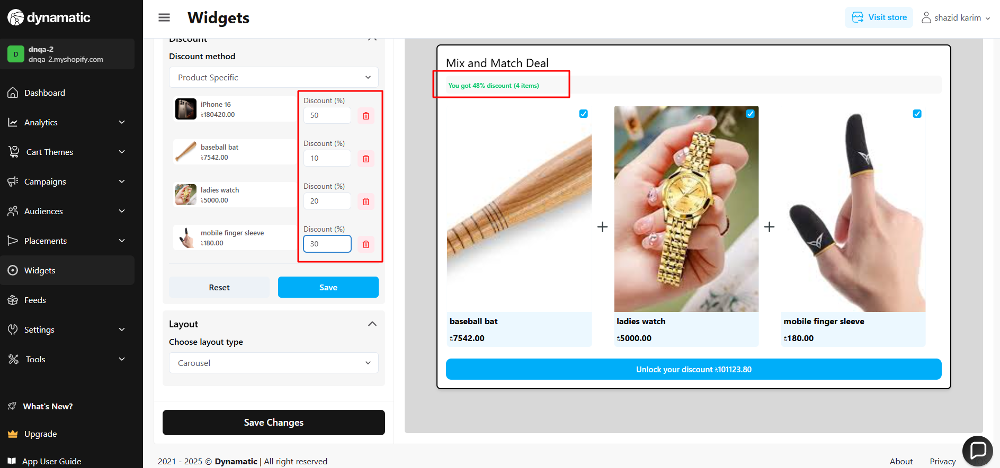 dynamatic
D
dnqa-2
dnqa-2.myshopify.com
Dashboard
Analytics
Cart Themes
Campaigns
Audiences
Placements
Widgets
Feeds
Settings
Tools
What's New?
Upgrade
App User Guide
Widgets
Visit store
shazid karim
Discount
Discount method
Product Specific
iPhone 16
৳180420.00
Discount (%)
50
baseball bat
৳7542.00
Discount (%)
10
ladies watch
৳5000.00
Discount (%)
20
mobile finger sleeve
৳180.00
Discount (%)
30
Reset
Save
Layout
Choose layout type
Carousel
Save Changes
Mix and Match Deal
You got 48% discount (4 items)
baseball bat
৳7542.00
ladies watch
৳5000.00
mobile finger sleeve
৳180.00
Unlock your discount ৳101123.80
2021 - 2025 © Dynamatic | All right reserved
About
Privacy